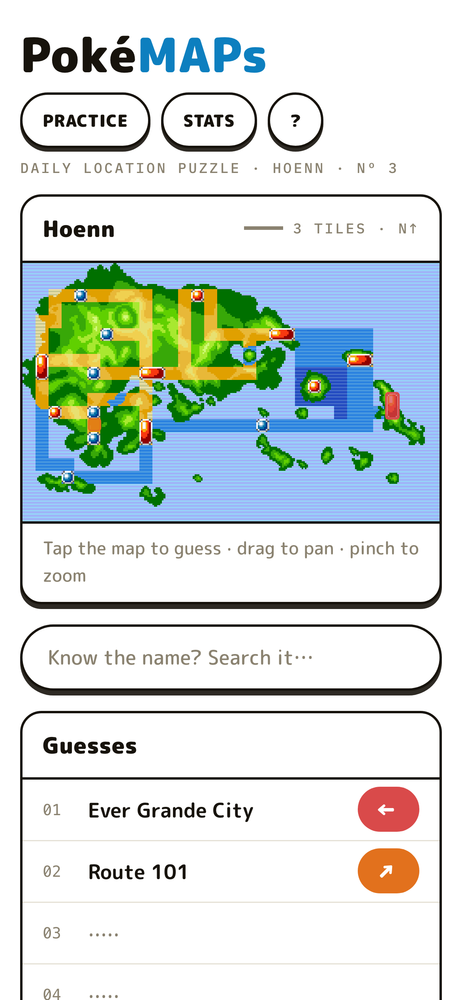 PokéMAPs
PRACTICE
STATS
?
DAILY LOCATION PUZZLE · HOENN · Nº 3
Hoenn
3 TILES · N↑
Tap the map to guess · drag to pan · pinch to
zoom
Know the name? Search it…
Guesses
01 Ever Grande City ←
02 Route 101 ↗
03 ·····
04 ·····